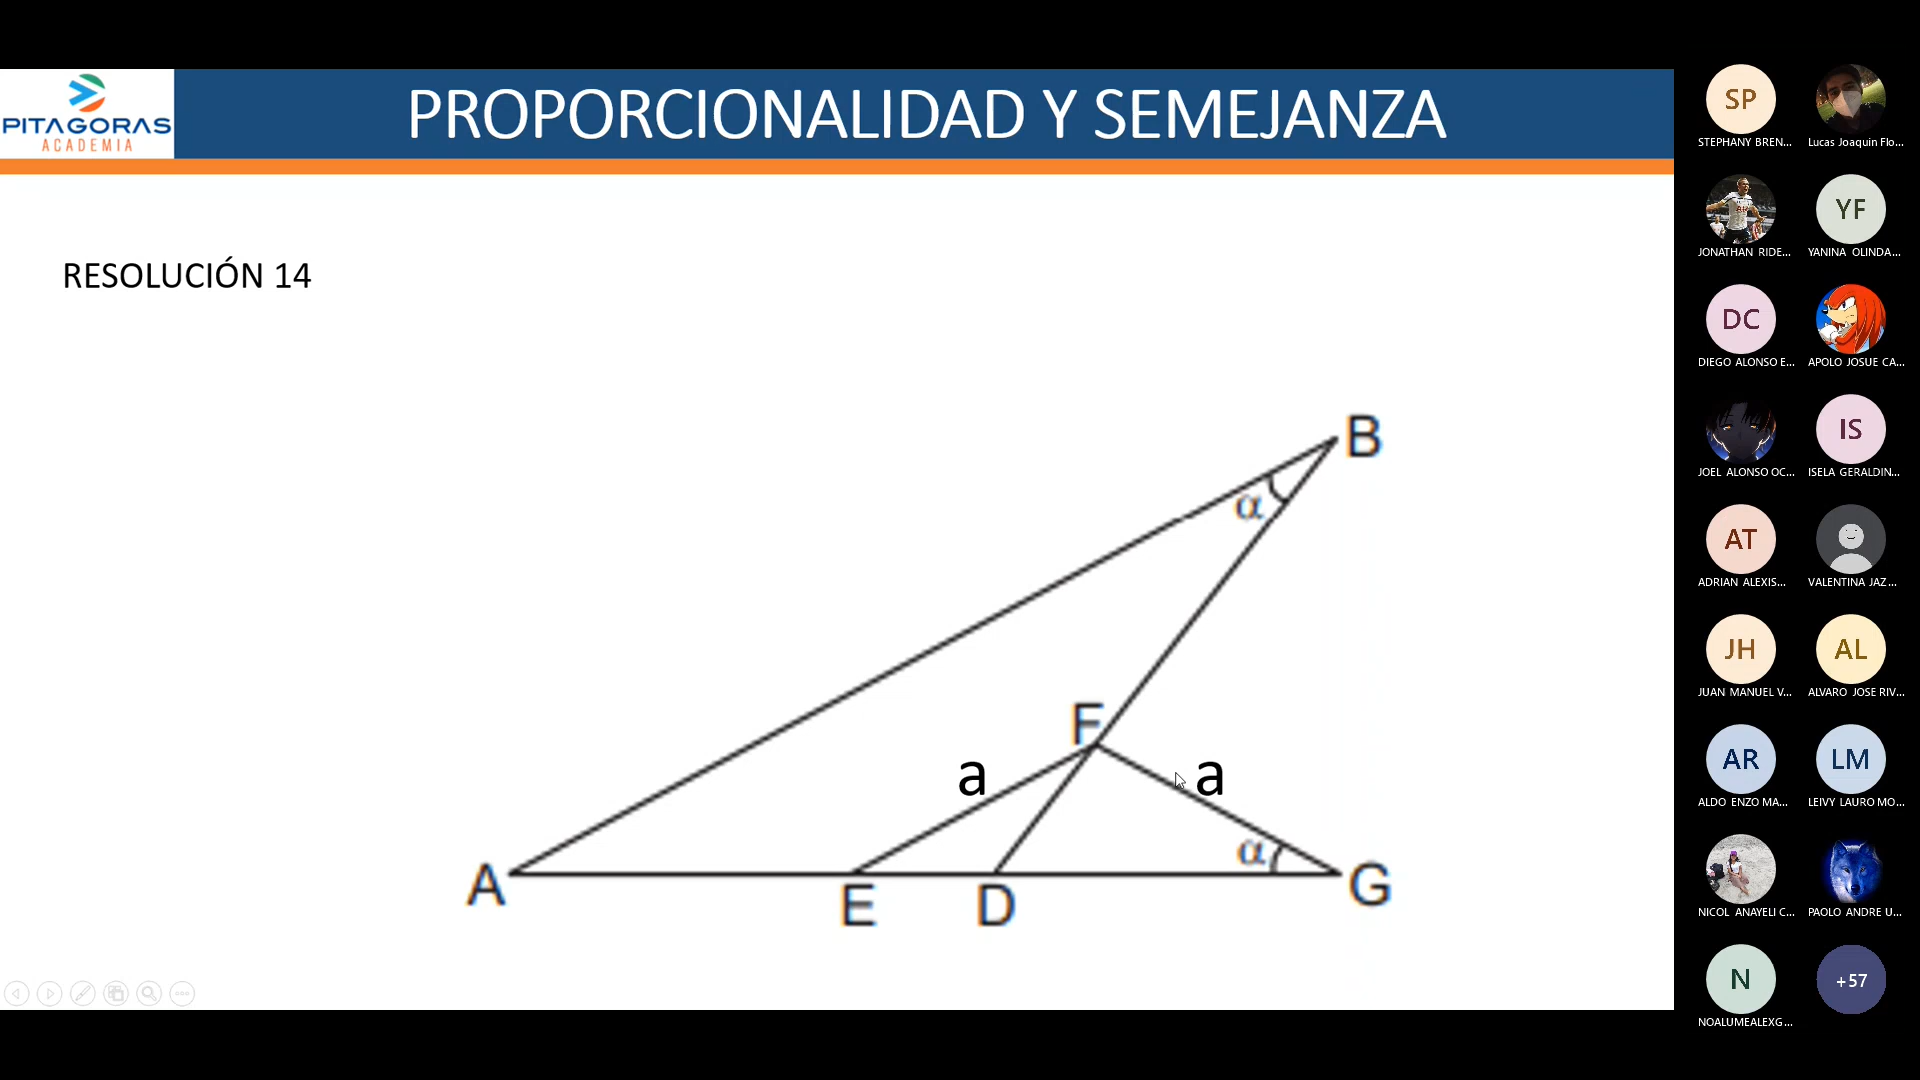 PITAGORAS
ACADEMIA
PROPORCIONALIDAD Y SEMEJANZA
RESOLUCIÓN 14
B
α
F
a
a
α
A
E
D
G
SP
STEPHANY BREN...
Lucas Joaquin Flo...
JONATHAN RIDE...
YF
YANINA OLINDA...
DC
DIEGO ALONSO E...
APOLO JOSUE CA...
JOEL ALONSO OC...
IS
ISELA GERALDIN...
AT
ADRIAN ALEXIS...
VALENTINA JAZ...
JH
JUAN MANUEL V...
AL
ALVARO JOSE RIV...
AR
ALDO ENZO MA...
LM
LEIVY LAURO MO...
NICOL ANAYELI C...
PAOLO ANDRE U...
N
NOALUMEALEXG...
+57